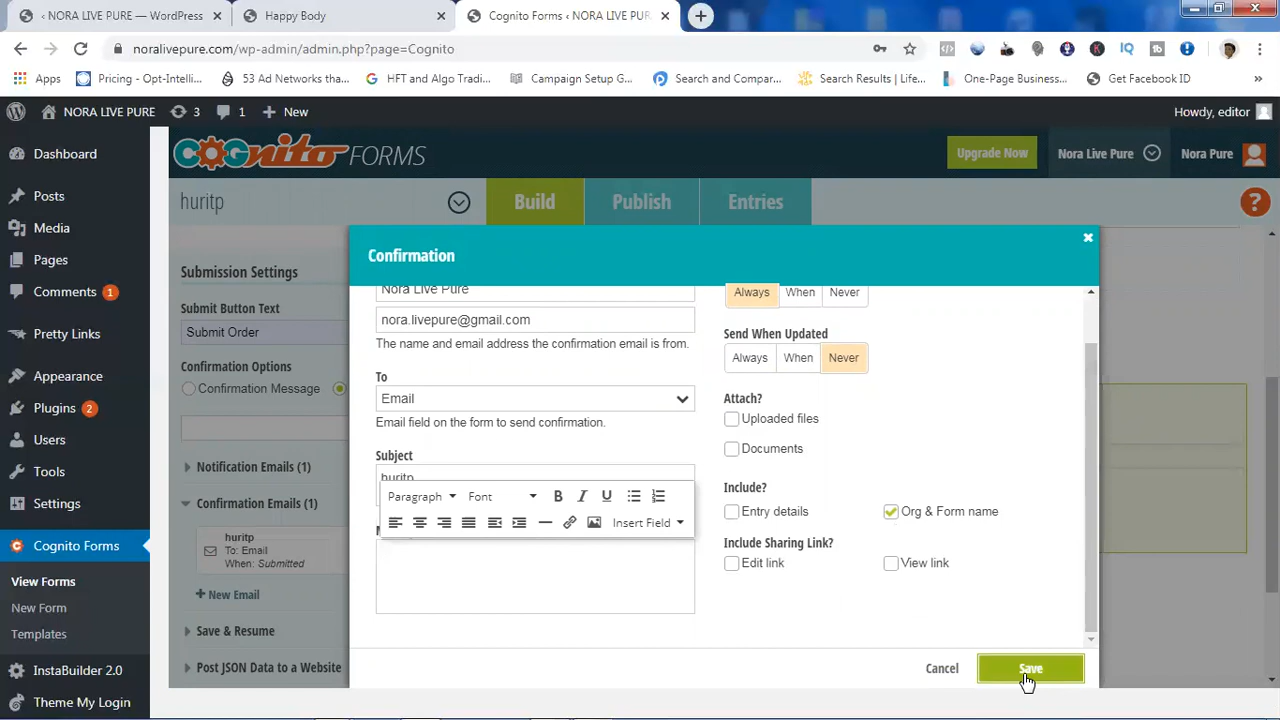 ‹ NORA LIVE PURE — WordPress
Happy Body
Cognito Forms ‹ NORA LIVE PUR
noralivepure.com/wp-admin/admin.php?page=Cognito
Apps
Pricing - Opt-Intelli...
53 Ad Networks tha...
HFT and Algo Tradi...
Campaign Setup G...
Search and Compar...
Search Results | Life...
One-Page Business...
Get Facebook ID
»
NORA LIVE PURE
3
1
New
Howdy, editor
COGNITO FORMS
Upgrade Now
Nora Live Pure
Nora Pure
huritp
Build
Publish
Entries
?
Dashboard
Posts
Media
Pages
Comments 1
Pretty Links
Appearance
Plugins 2
Users
Tools
Settings
Cognito Forms
View Forms
New Form
Templates
InstaBuilder 2.0
Theme My Login
Submission Settings
Submit Button Text
Submit Order
Confirmation Options
Confirmation Message
Notification Emails (1)
Confirmation Emails (1)
huritp
To: Email
When: Submitted
New Email
Save & Resume
Post JSON Data to a Website
Confirmation
Nora Live Pure
nora.livepure@gmail.com
The name and email address the confirmation email is from.
To
Email
Email field on the form to send confirmation.
Subject
huritp
Paragraph
Font
B
I
U
Insert Field
Always
When
Never
Send When Updated
Always
When
Never
Attach?
Uploaded files
Documents
Include?
Entry details
Org & Form name
Include Sharing Link?
Edit link
View link
Cancel
Save